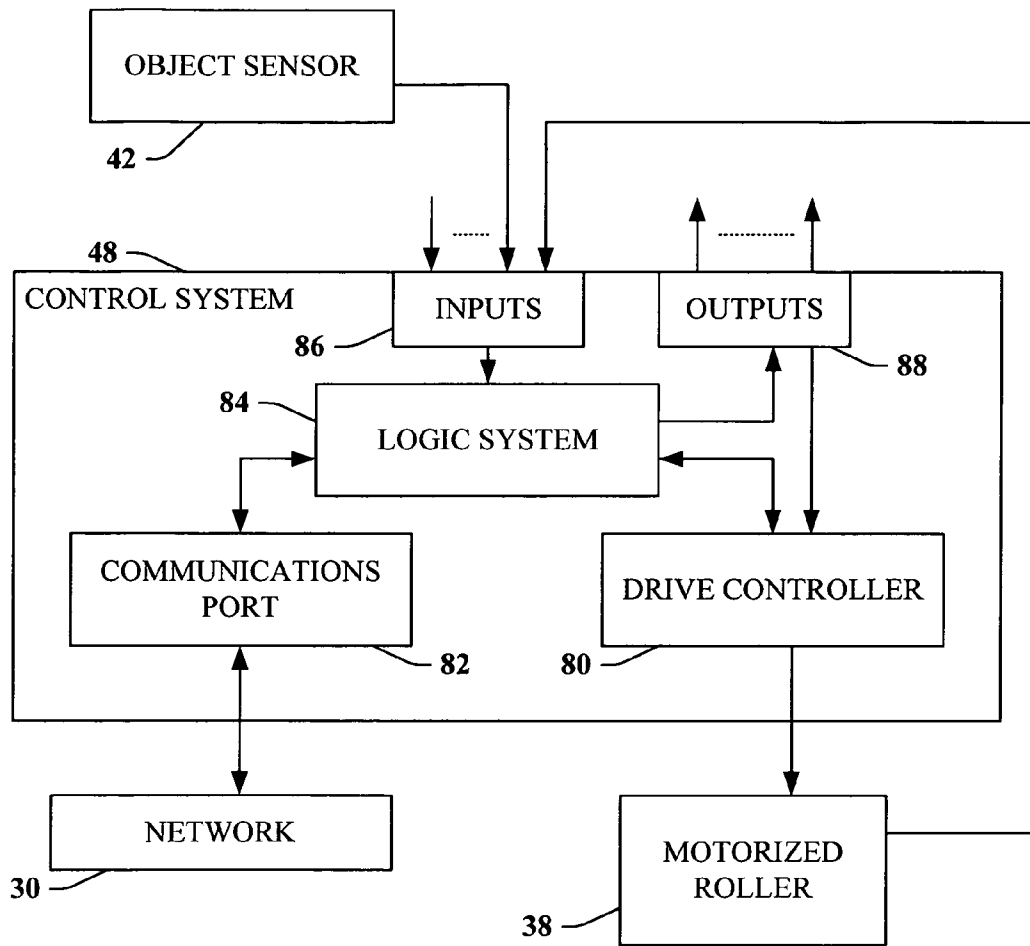 OBJECT SENSOR
42
48
CONTROL SYSTEM
INPUTS
OUTPUTS
86
88
84
LOGIC SYSTEM
COMMUNICATIONS
PORT
DRIVE CONTROLLER
82
80
NETWORK
30
MOTORIZED
ROLLER
38